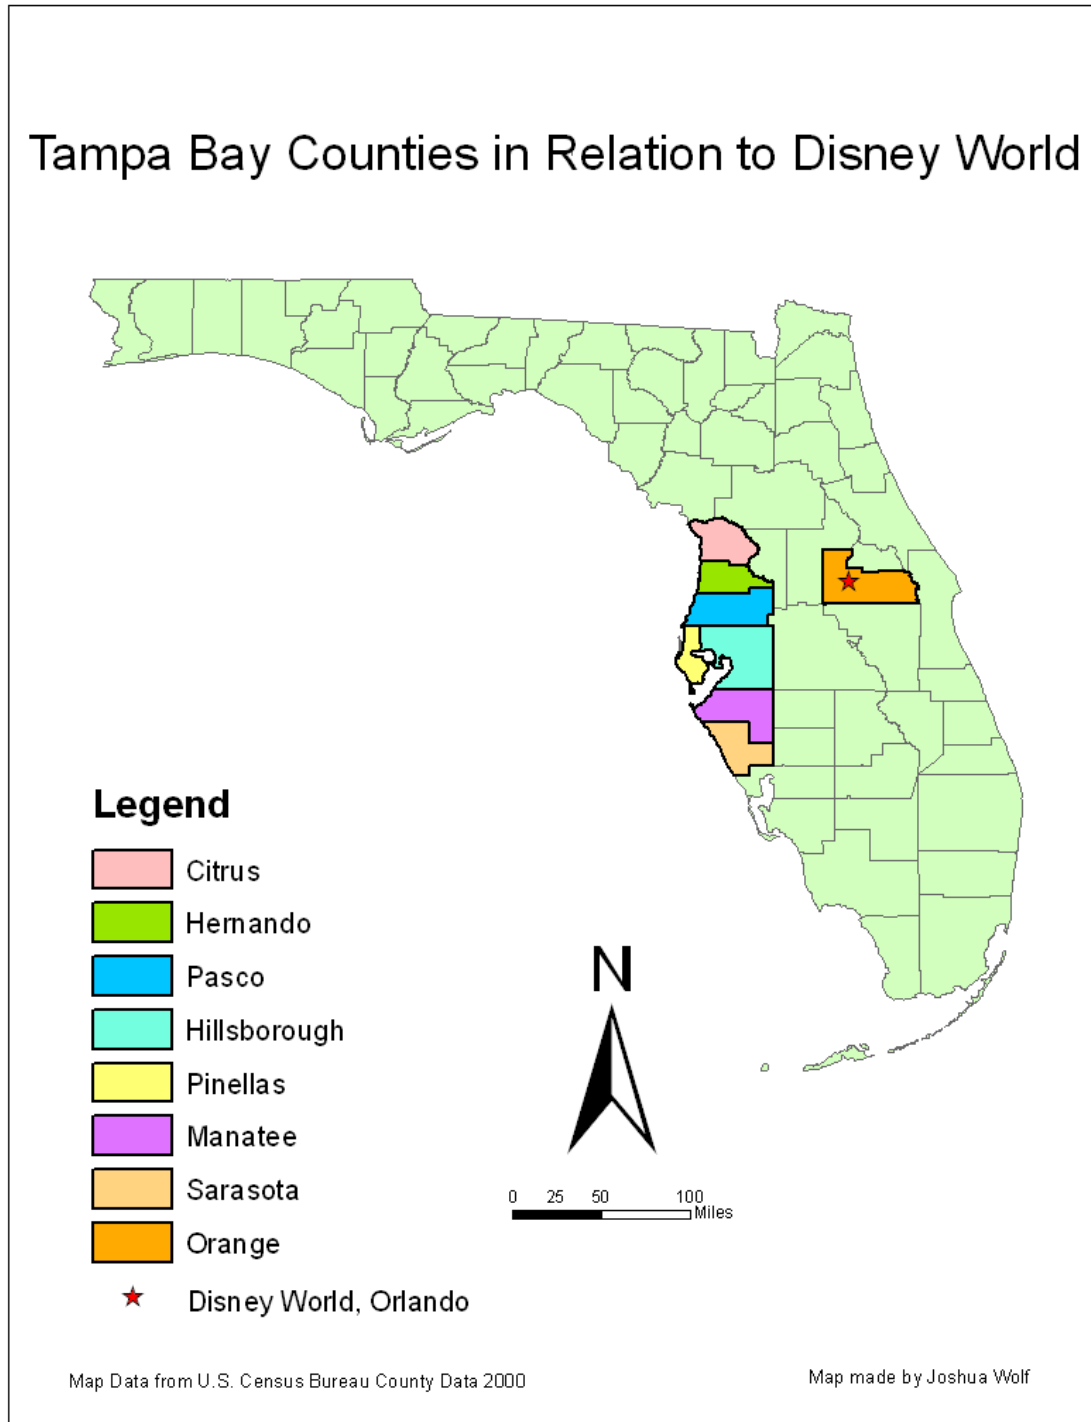 Tampa Bay Counties in Relation to Disney World
Legend
Citrus
Hernando
Pasco
Hillsborough
Pinellas
Manatee
Sarasota
Orange
Disney World, Orlando
N
0 25 50 100
Miles
Map Data from U.S. Census Bureau County Data 2000
Map made by Joshua Wolf